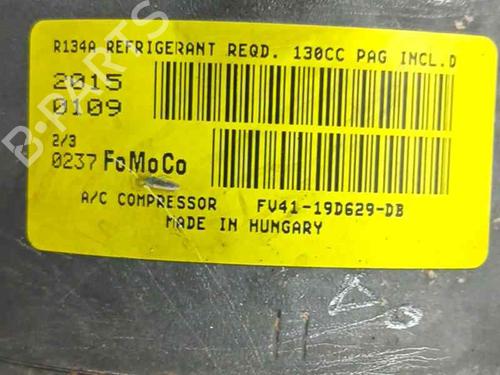 R134A REFRIGERANT REQD. 130CC PAG INCL.D
2015
0109
2/3
0237 FoMoCo
A/C COMPRESSOR FV41-19D629-DB
MADE IN HUNGARY
B-PARTS